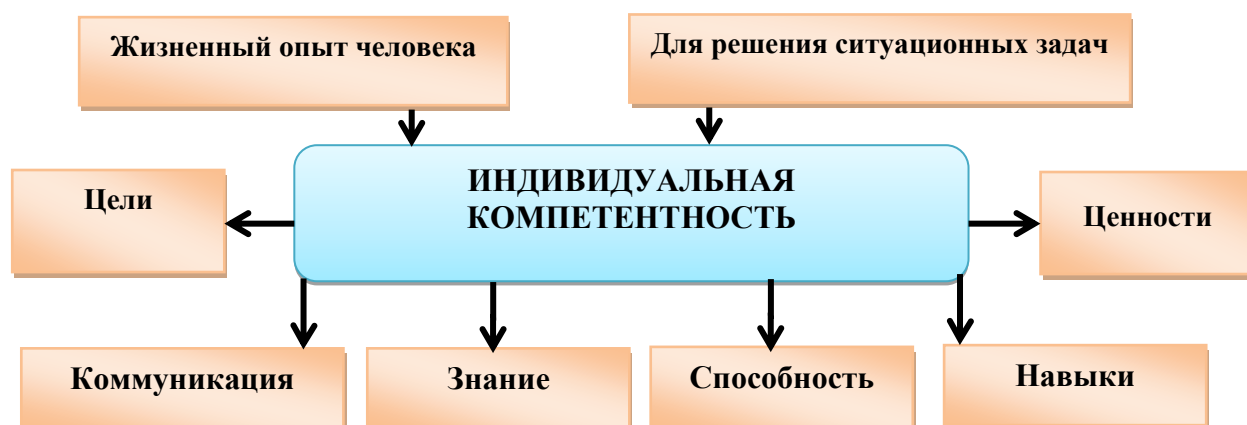 Жизненный опыт человека
Для решения ситуационных задач
ИНДИВИДУАЛЬНАЯ
КОМПЕТЕНТНОСТЬ
Цели
Ценности
Коммуникация
Знание
Способность
Навыки